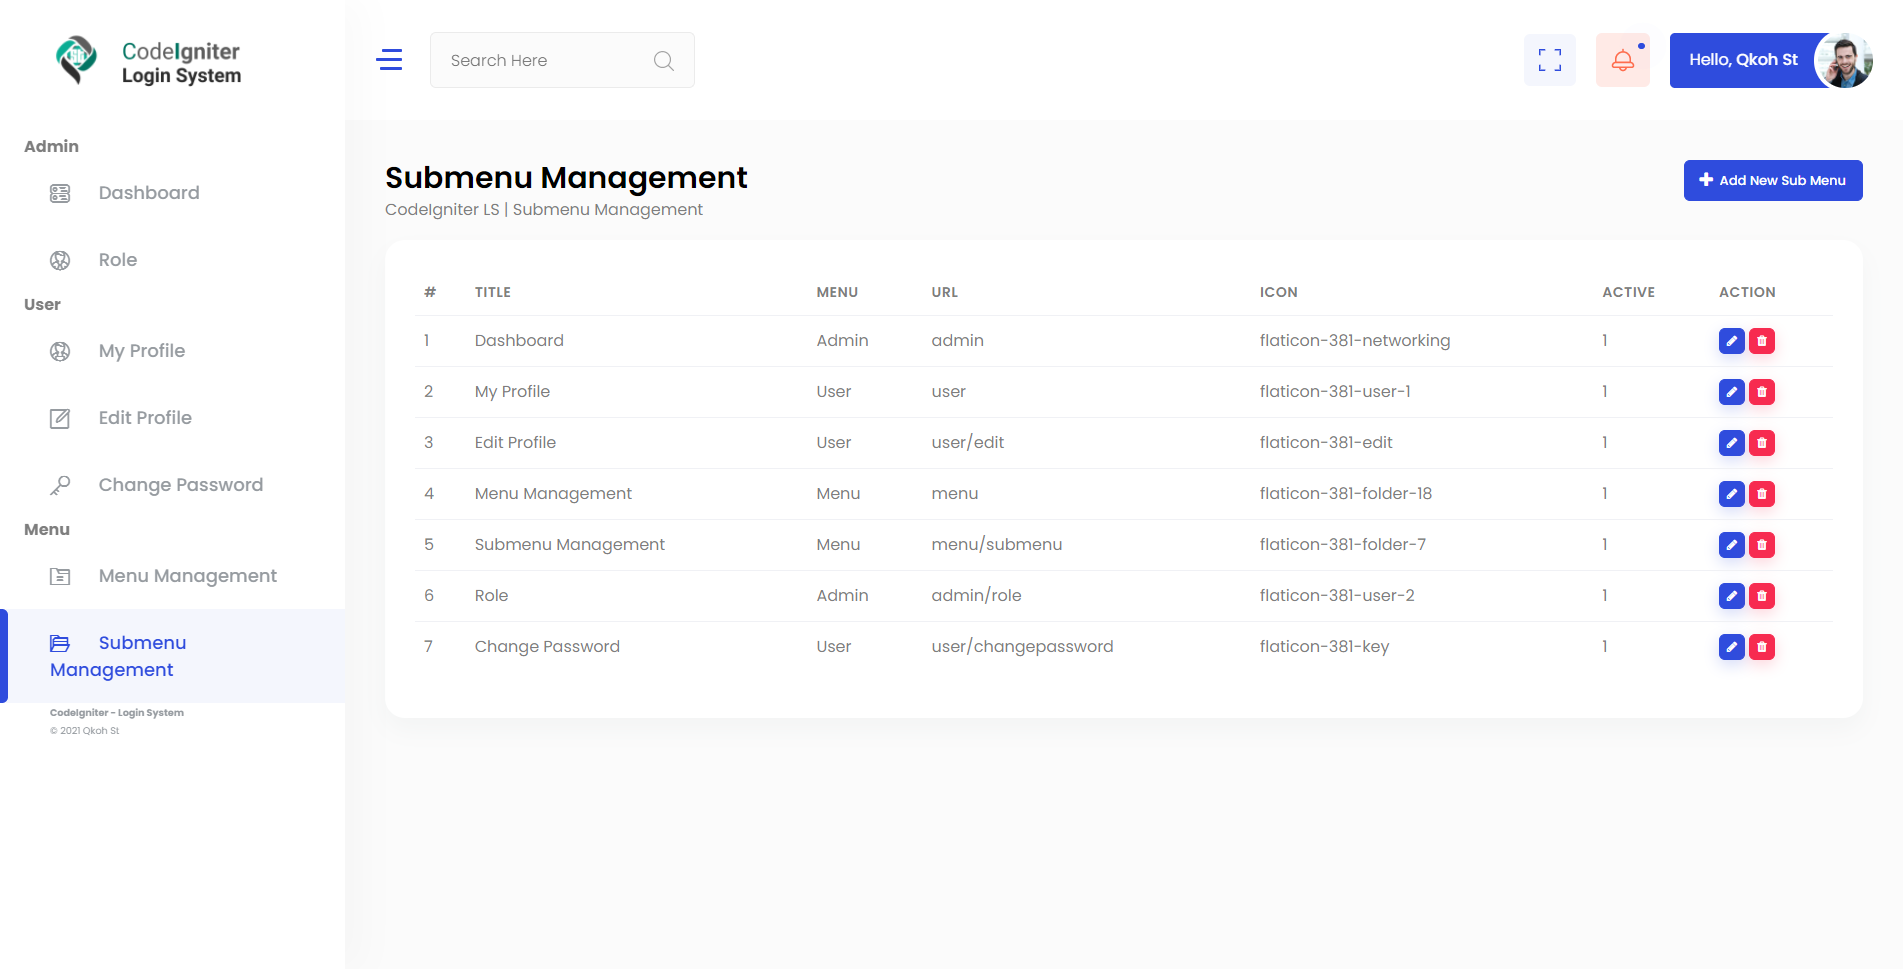 CodeIgniter
Login System
Search Here
Hello, Qkoh St
Admin
Dashboard
Role
User
My Profile
Edit Profile
Change Password
Menu
Menu Management
Submenu
Management
CodeIgniter - Login System
© 2021 Qkoh St
Submenu Management
CodeIgniter LS | Submenu Management
Add New Sub Menu
# TITLE MENU URL ICON ACTIVE ACTION
1 Dashboard Admin admin flaticon-381-networking 1
2 My Profile User user flaticon-381-user-1 1
3 Edit Profile User user/edit flaticon-381-edit 1
4 Menu Management Menu menu flaticon-381-folder-18 1
5 Submenu Management Menu menu/submenu flaticon-381-folder-7 1
6 Role Admin admin/role flaticon-381-user-2 1
7 Change Password User user/changepassword flaticon-381-key 1